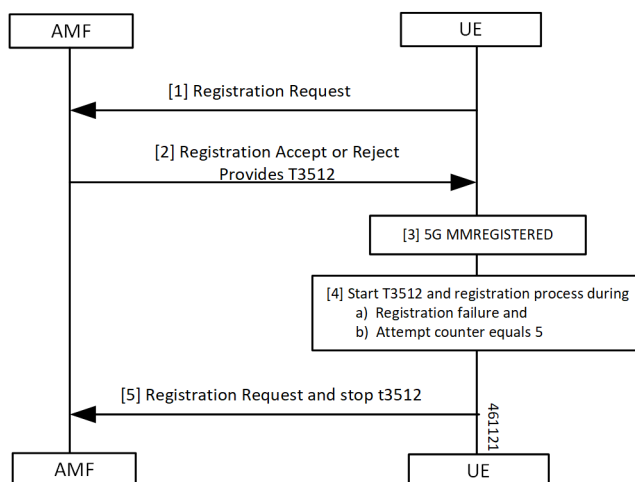 AMF
UE
[1] Registration Request
[2] Registration Accept or Reject
Provides T3512
[3] 5G MMREGISTERED
[4] Start T3512 and registration process during
a) Registration failure and
b) Attempt counter equals 5
[5] Registration Request and stop t3512
461121
AMF
UE